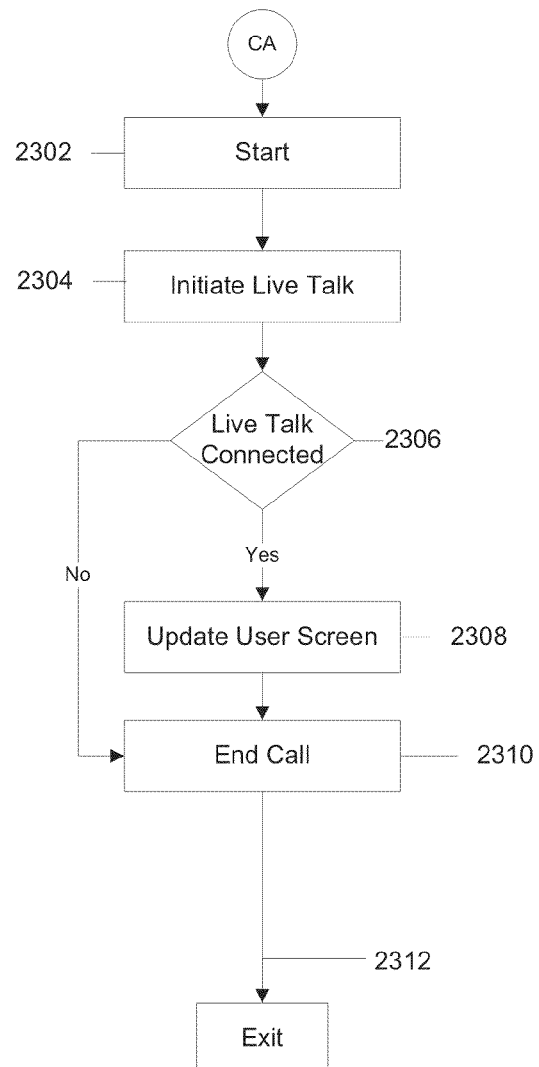 CA
2302
Start
2304
Initiate Live Talk
Live Talk
Connected
2306
Yes
No
Update User Screen
2308
End Call
2310
2312
Exit